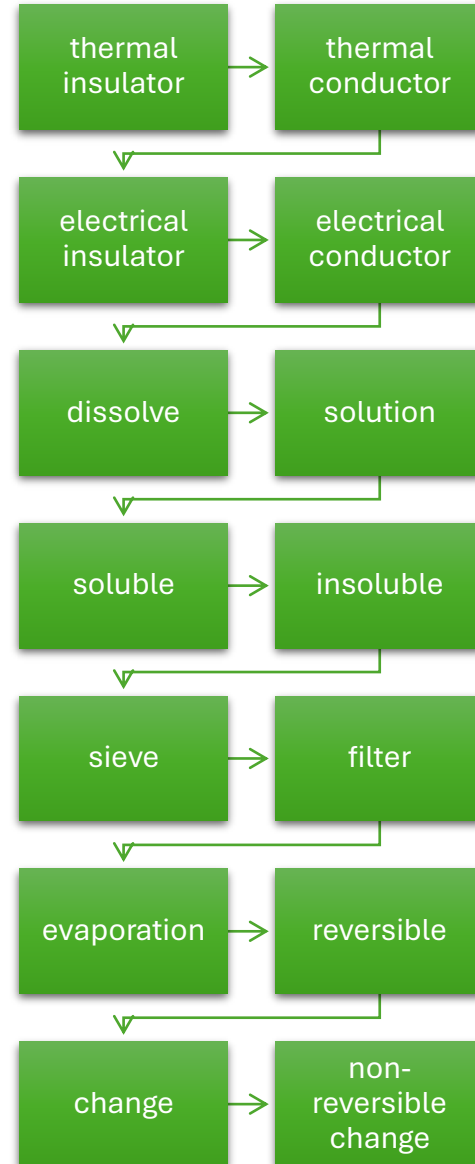 thermal
insulator
thermal
conductor
electrical
insulator
electrical
conductor
dissolve
solution
soluble
insoluble
sieve
filter
evaporation
reversible
change
non-
reversible
change